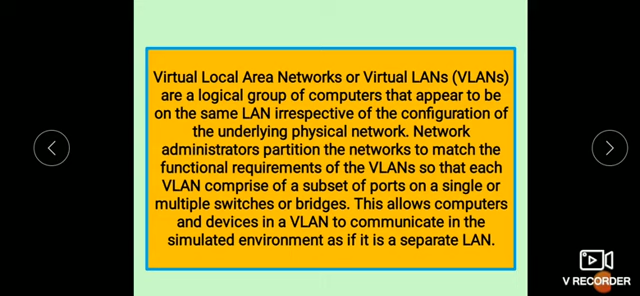 Virtual Local Area Networks or Virtual LANs (VLANs)
are a logical group of computers that appear to be
on the same LAN irrespective of the configuration of
the underlying physical network. Network
administrators partition the networks to match the
functional requirements of the VLANs so that each
VLAN comprise of a subset of ports on a single or
multiple switches or bridges. This allows computers
and devices in a VLAN to communicate in the
simulated environment as if it is a separate LAN.
V RECORDER